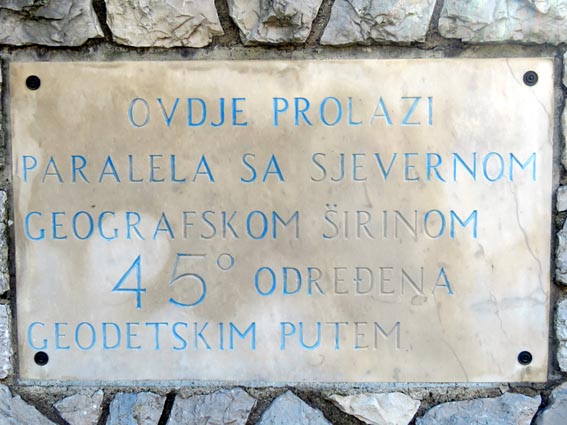 OVDJE PROLAZI
PARALELA SA SJEVERNOM
GEOGRAFSKOM ŠIRINOM
45° ODREĐENA
GEODETSKIM PUTEM.